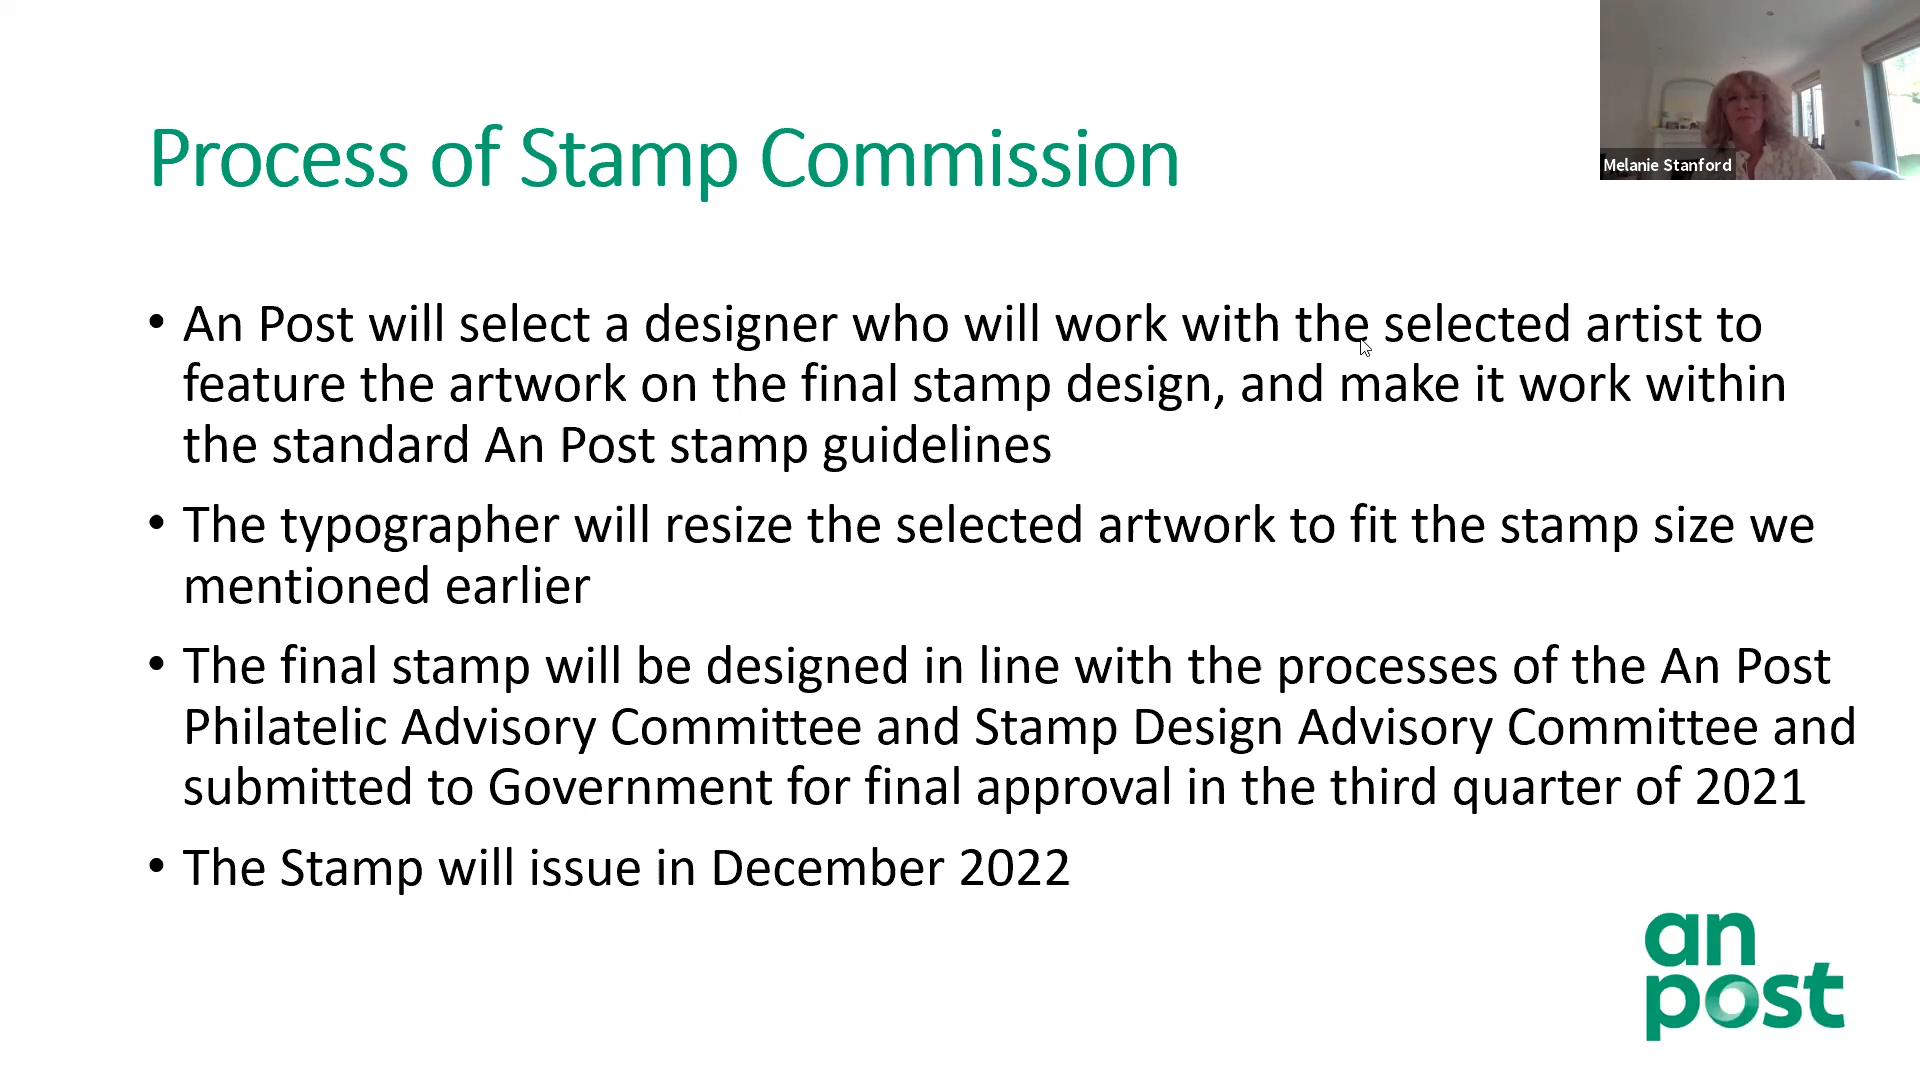 Process of Stamp Commission
Melanie Stanford
• An Post will select a designer who will work with the selected artist to
feature the artwork on the final stamp design, and make it work within
the standard An Post stamp guidelines
• The typographer will resize the selected artwork to fit the stamp size we
mentioned earlier
• The final stamp will be designed in line with the processes of the An Post
Philatelic Advisory Committee and Stamp Design Advisory Committee and
submitted to Government for final approval in the third quarter of 2021
• The Stamp will issue in December 2022
an
post